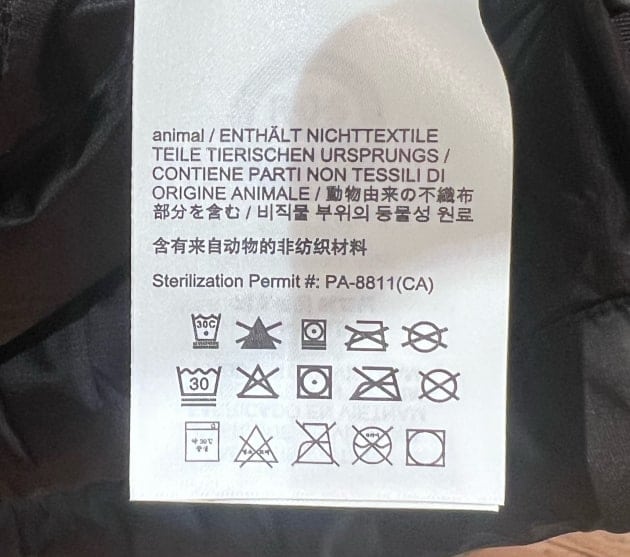 animal / ENTHÄLT NICHTTEXTILE
TEILE TIERISCHEN URSPRUNGS /
CONTIENE PARTI NON TESSILI DI
ORIGINE ANIMALE / 動物由来の不織布
部分を含む / 비직물 부위의 동물성 원료
含有来自动物的非纺织材料
Sterilization Permit #: PA-8811(CA)
30C
30